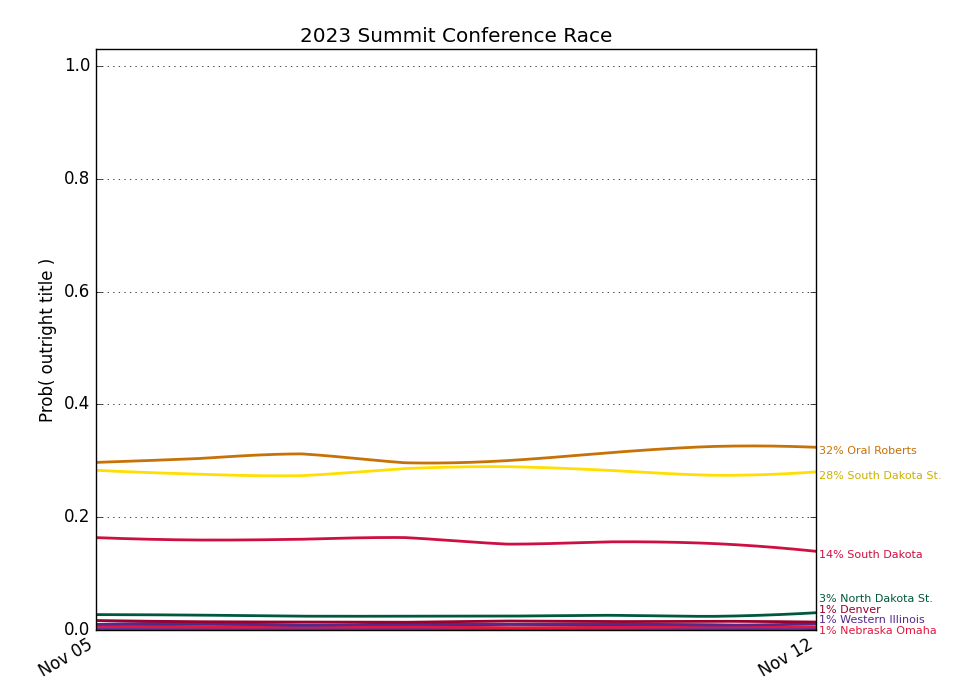 2023 Summit Conference Race
1.0
0.8
0.6
0.4
0.2
0.0
Prob( outright title )
32% Oral Roberts
28% South Dakota St.
14% South Dakota
3% North Dakota St.
1% Denver
1% Western Illinois
1% Nebraska Omaha
Nov 05
Nov 12